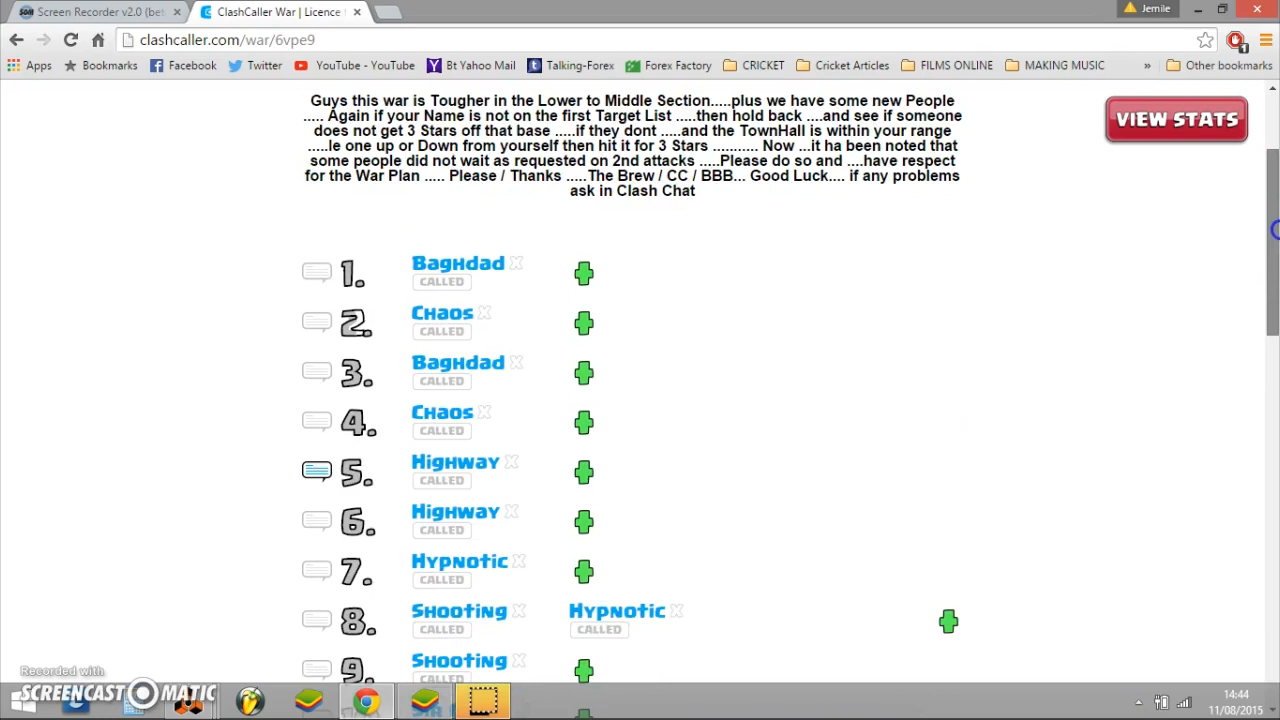 Screen Recorder v2.0 (bet
ClashCaller War | Licence
Jemile
clashcaller.com/war/6vpe9
1
Apps
Bookmarks
Facebook
Twitter
YouTube - YouTube
Bt Yahoo Mail
Talking-Forex
Forex Factory
CRICKET
Cricket Articles
FILMS ONLINE
MAKING MUSIC
»
Other bookmarks
Guys this war is Tougher in the Lower to Middle Section.....plus we have some new People
..... Again if your Name is not on the first Target List .....then hold back ....and see if someone
does not get 3 Stars off that base .....if they dont .....and the TownHall is within your range
.....Ie one up or Down from yourself then hit it for 3 Stars .......... Now ...it ha been noted that
some people did not wait as requested on 2nd attacks .....Please do so and ....have respect
for the War Plan ..... Please / Thanks .....The Brew / CC / BBB... Good Luck.... if any problems
ask in Clash Chat
VIEW STATS
1. Baghdad X
CALLED
2. Chaos X
CALLED
3. Baghdad X
CALLED
4. Chaos X
CALLED
5. Highway X
CALLED
6. Highway X
CALLED
7. Hypnotic X
CALLED
8. Shooting X Hypnotic X
CALLED CALLED
9. Shooting X
CALLED
Recorded with
SCREENCAST-O-MATIC
14:44
11/08/2015